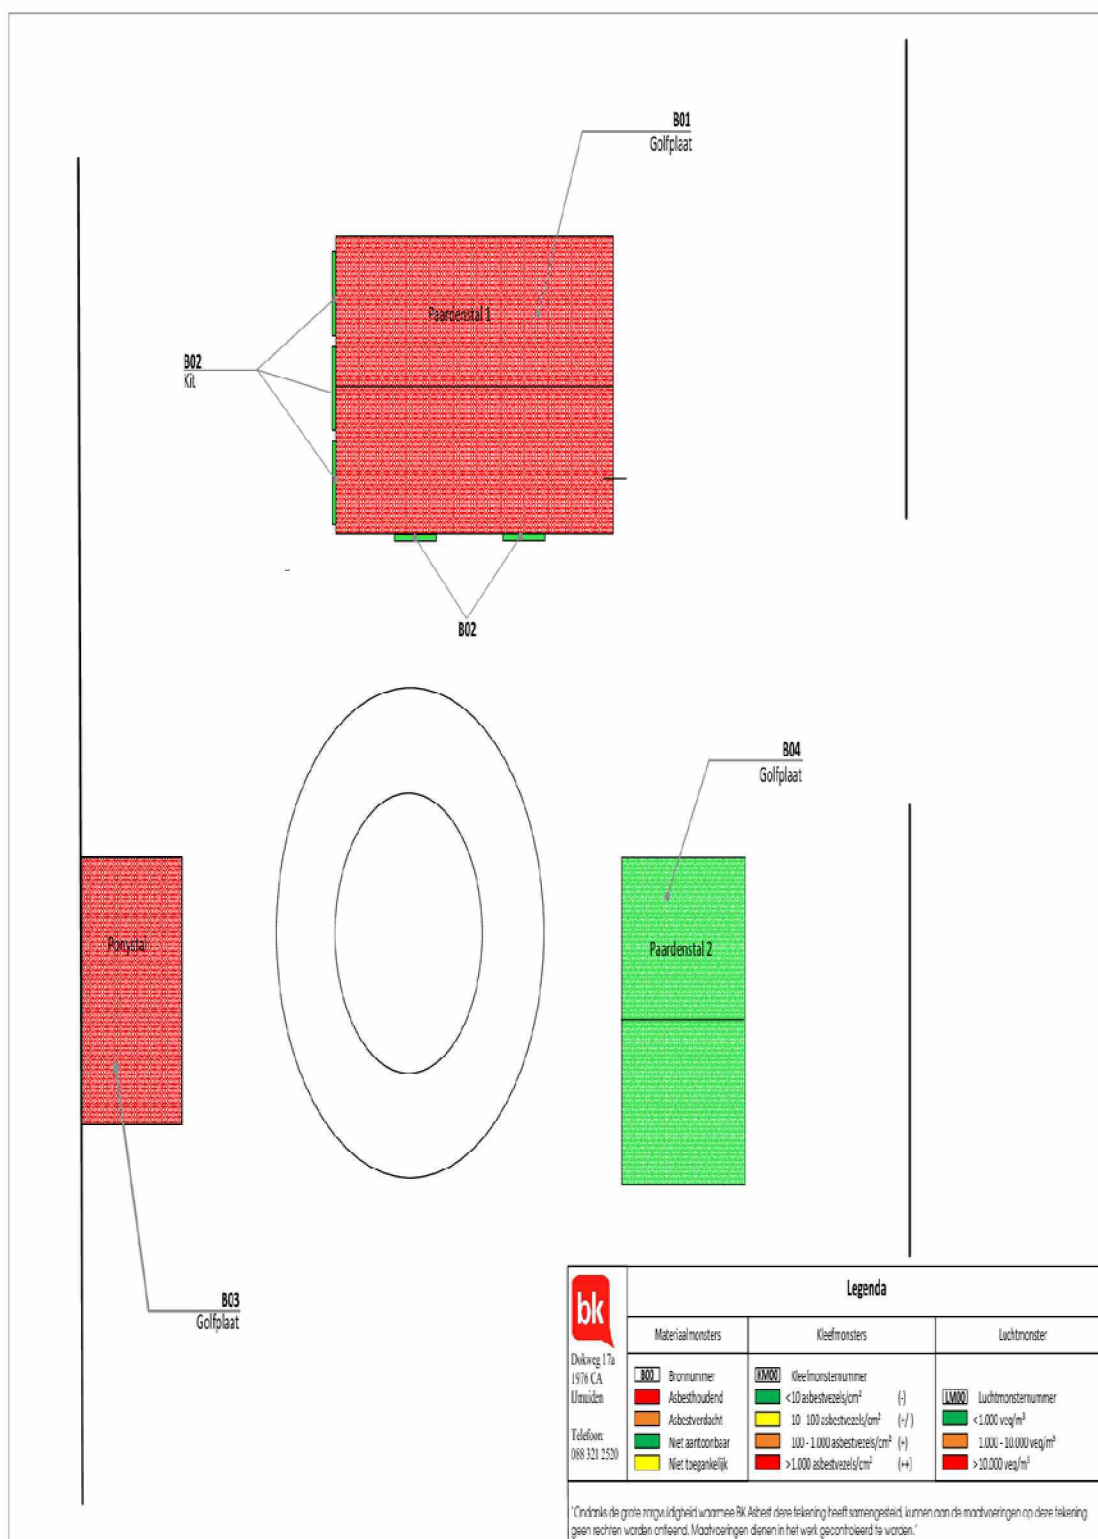 B01
Golfplaat
Paardenstal 1
B02
Kit
B02
B04
Golfplaat
Ponystal
Paardenstal 2
B03
Golfplaat
bk
Dokweg 17a
1976 CA
IJmuiden
Telefoon:
088 321 2520
Legenda
Materiaalmonsters
B00 Bronnummer
Asbesthoudend
Asbestverdacht
Niet aantoonbaar
Niet toegankelijk
Kleefmonsters
KM00 Kleefmonsternummer
<10 asbestvezels/cm² (-)
10 - 100 asbestvezels/cm² (+/ )
100 - 1.000 asbestvezels/cm² (+)
>1.000 asbestvezels/cm² (++)
Luchtmonster
LM00 Luchtmonsternummer
<1.000 veq/m³
1.000 - 10.000 veq/m³
>10.000 veq/m³
"Ondanks de grote zorgvuldigheid waarmee BK Asbest deze tekening heeft samengesteld, kunnen aan de maatvoeringen op deze tekening
geen rechten worden ontleend. Maatvoeringen dienen in het werk gecontroleerd te worden."